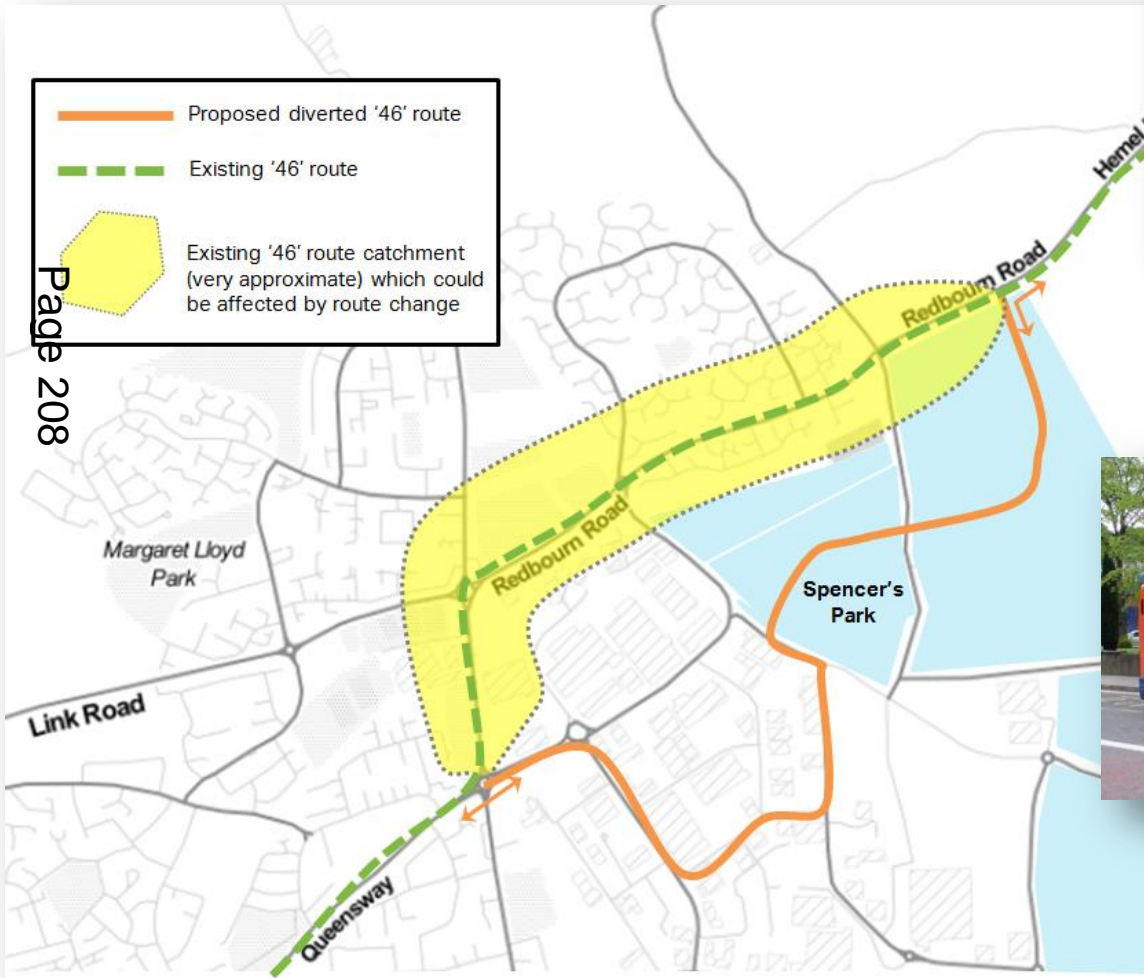 Proposed diverted '46' route
Existing '46' route
Existing '46' route catchment
(very approximate) which could
be affected by route change
Page 208
Hemel
Redbourn Road
Redbourn Road
Margaret Lloyd
Park
Spencer's
Park
Link Road
Queensway